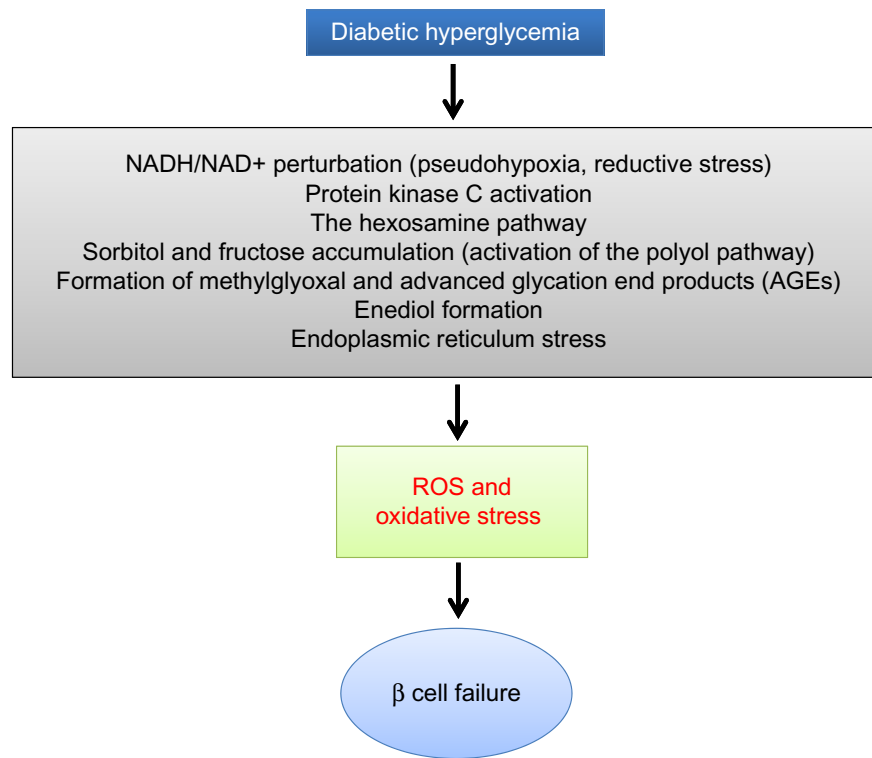 Diabetic hyperglycemia
NADH/NAD+ perturbation (pseudohypoxia, reductive stress)
Protein kinase C activation
The hexosamine pathway
Sorbitol and fructose accumulation (activation of the polyol pathway)
Formation of methylglyoxal and advanced glycation end products (AGEs)
Enediol formation
Endoplasmic reticulum stress
ROS and
oxidative stress
β cell failure